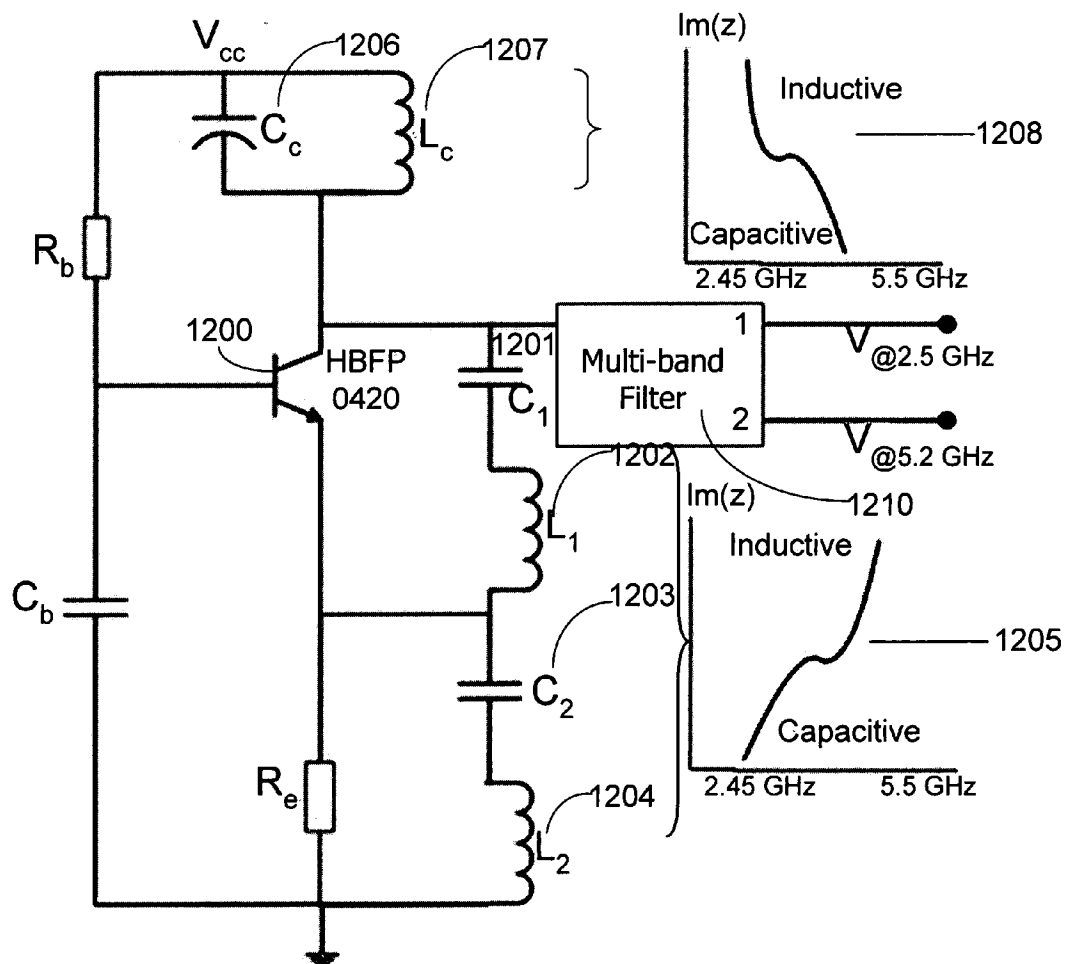 Vcc
1206
1207
Cc
Lc
Im(z)
Inductive
1208
Capacitive
2.45 GHz
5.5 GHz
Rb
1200
HBFP
0420
1201
C1
Multi-band
Filter
1
2
@2.5 GHz
@5.2 GHz
1202
1210
L1
Im(z)
Inductive
Cb
1203
C2
1205
Capacitive
2.45 GHz
5.5 GHz
Re
1204
L2